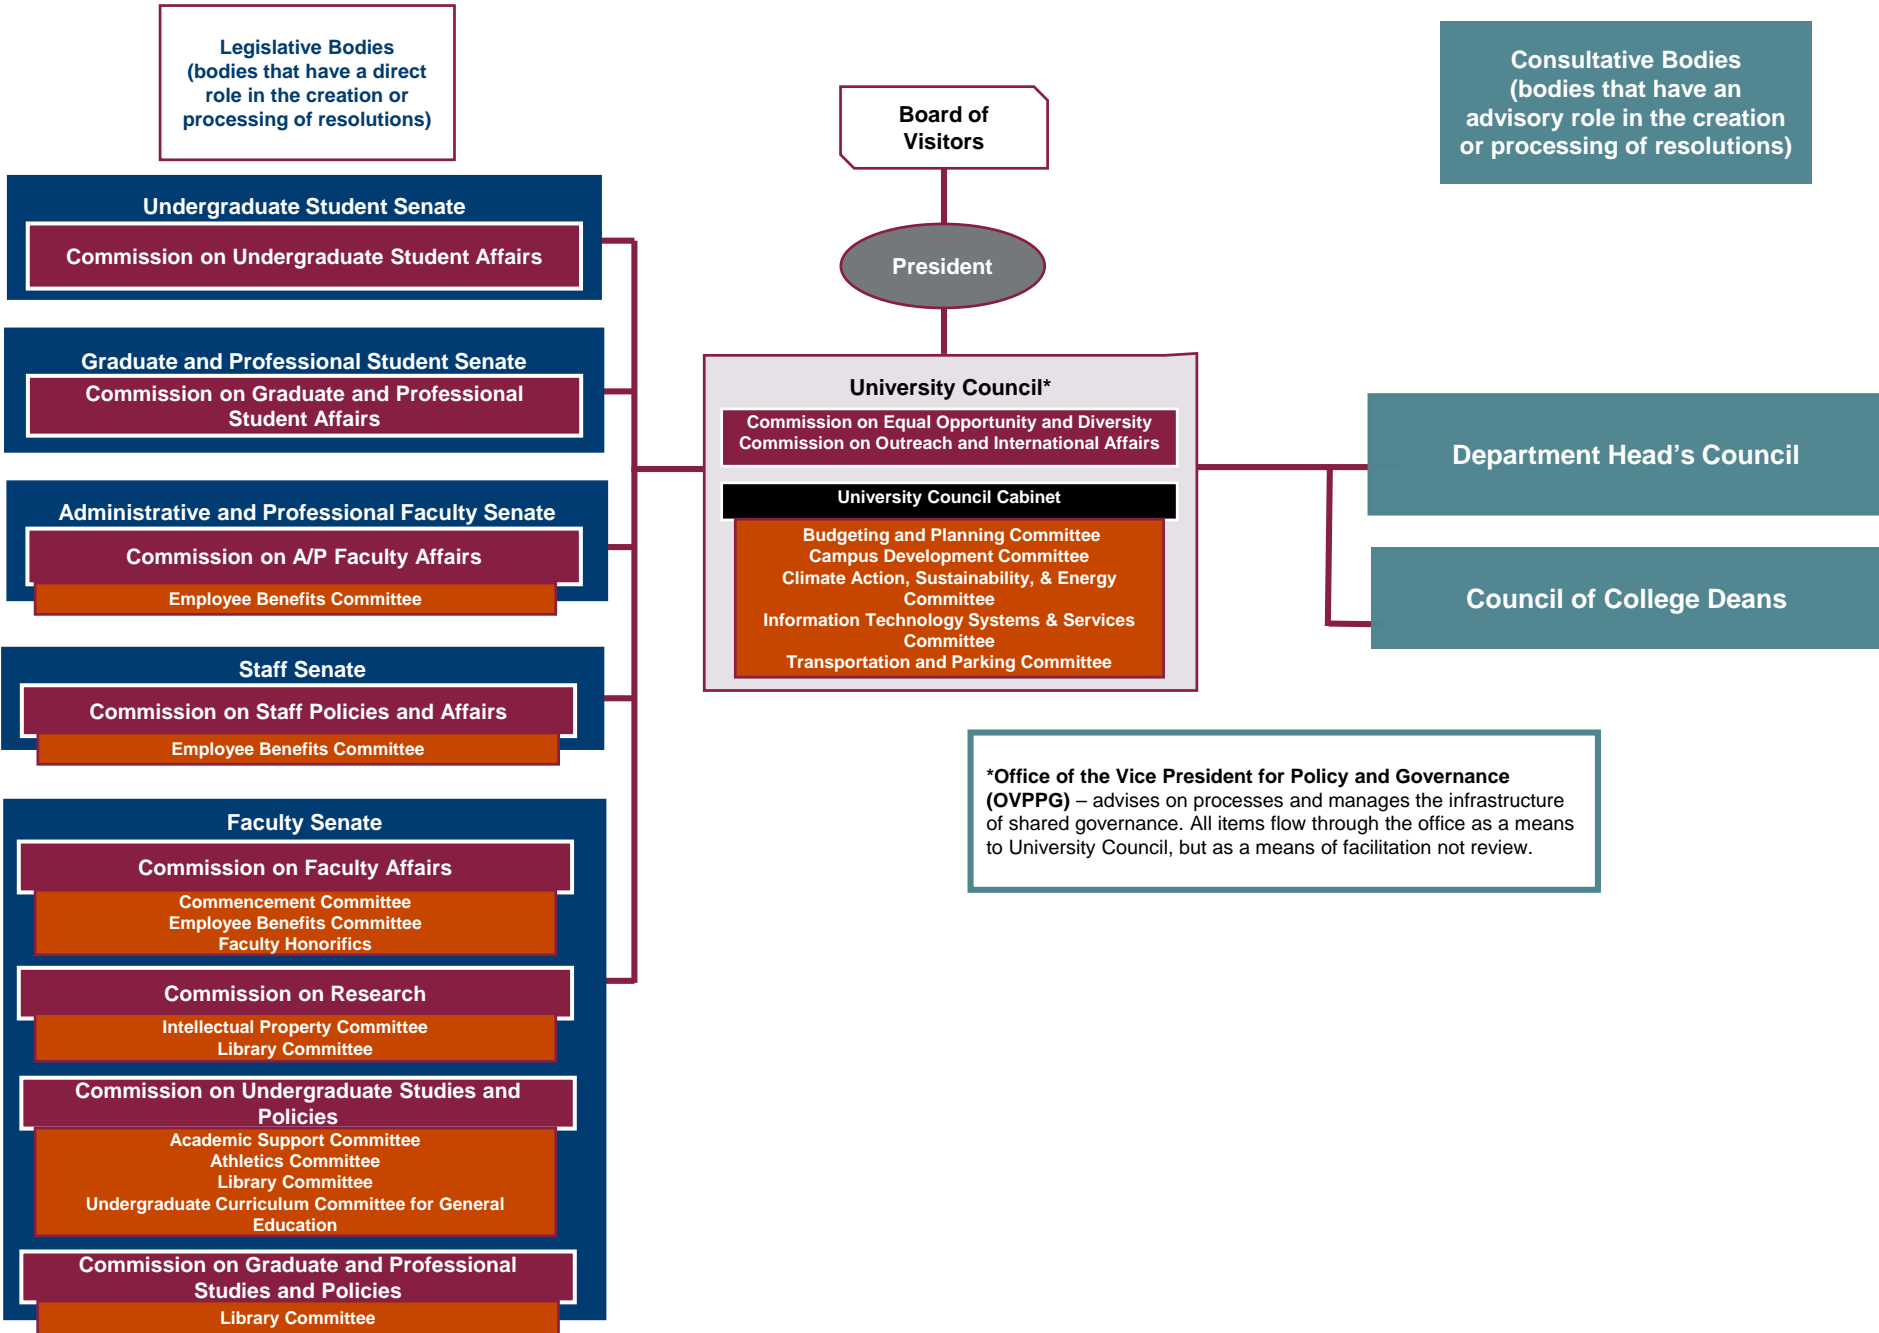 Legislative Bodies
(bodies that have a direct
role in the creation or
processing of resolutions)
Undergraduate Student Senate
Commission on Undergraduate Student Affairs
Graduate and Professional Student Senate
Commission on Graduate and Professional
Student Affairs
Administrative and Professional Faculty Senate
Commission on A/P Faculty Affairs
Employee Benefits Committee
Staff Senate
Commission on Staff Policies and Affairs
Employee Benefits Committee
Faculty Senate
Commission on Faculty Affairs
Commencement Committee
Employee Benefits Committee
Faculty Honorifics
Commission on Research
Intellectual Property Committee
Library Committee
Commission on Undergraduate Studies and
Policies
Academic Support Committee
Athletics Committee
Library Committee
Undergraduate Curriculum Committee for General
Education
Commission on Graduate and Professional
Studies and Policies
Library Committee
Board of
Visitors
President
University Council*
Commission on Equal Opportunity and Diversity
Commission on Outreach and International Affairs
University Council Cabinet
Budgeting and Planning Committee
Campus Development Committee
Climate Action, Sustainability, & Energy
Committee
Information Technology Systems & Services
Committee
Transportation and Parking Committee
*Office of the Vice President for Policy and Governance
(OVPPG) – advises on processes and manages the infrastructure
of shared governance. All items flow through the office as a means
to University Council, but as a means of facilitation not review.
Consultative Bodies
(bodies that have an
advisory role in the creation
or processing of resolutions)
Department Head’s Council
Council of College Deans